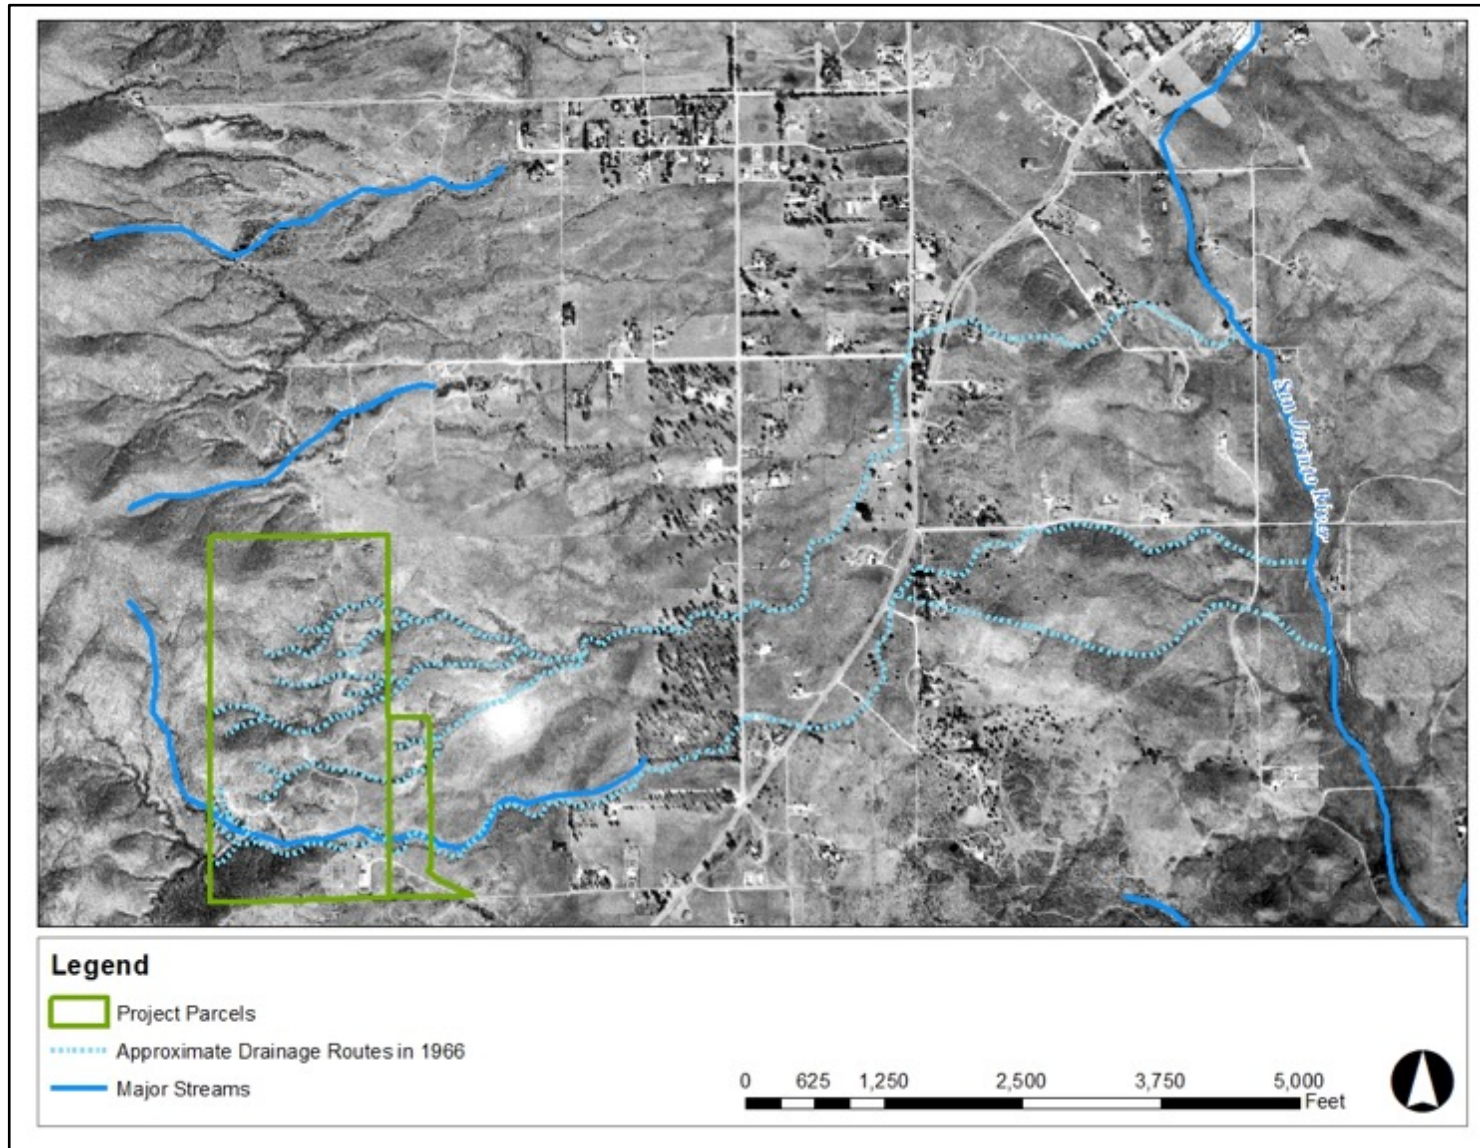 San Jacinto River
Legend
Project Parcels
Approximate Drainage Routes in 1966
Major Streams
0 625 1,250 2,500 3,750 5,000
Feet